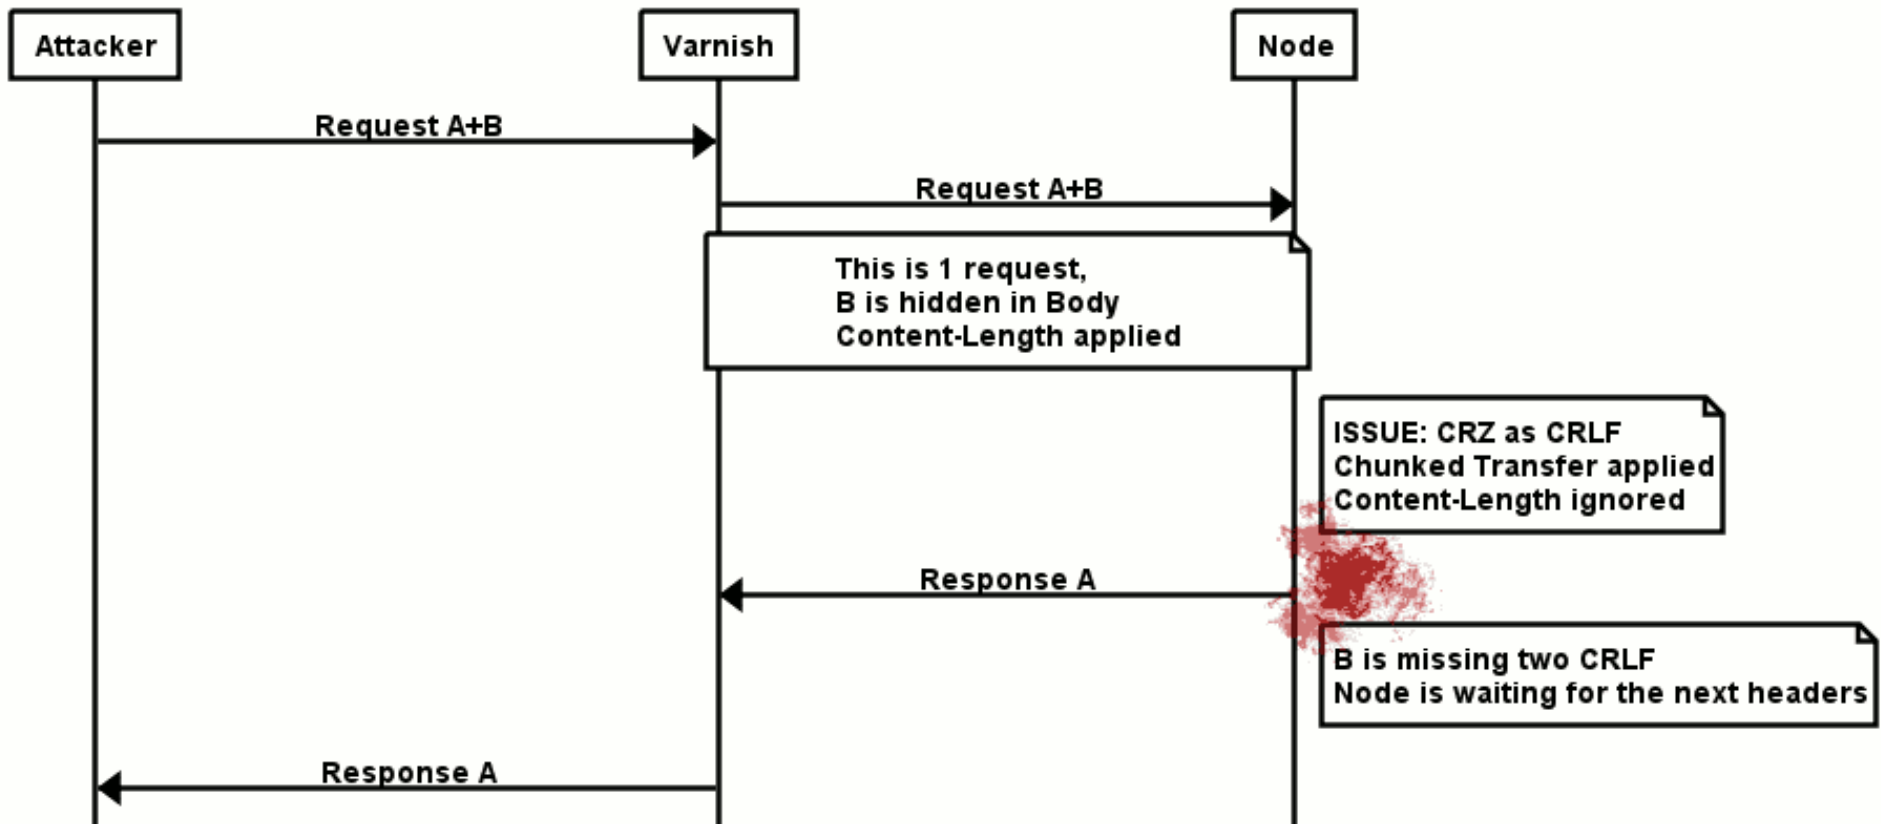 Attacker
Varnish
Node
Request A+B
Request A+B
This is 1 request,
B is hidden in Body
Content-Length applied
ISSUE: CRZ as CRLF
Chunked Transfer applied
Content-Length ignored
Response A
B is missing two CRLF
Node is waiting for the next headers
Response A